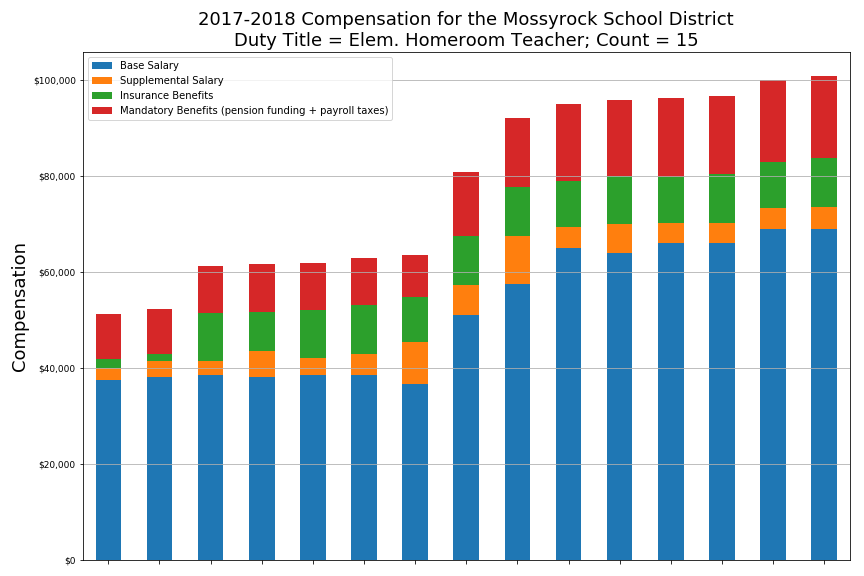 2017-2018 Compensation for the Mossyrock School District
Duty Title = Elem. Homeroom Teacher; Count = 15
Base Salary
Supplemental Salary
Insurance Benefits
Mandatory Benefits (pension funding + payroll taxes)
$100,000
$80,000
$60,000
$40,000
$20,000
$0
Compensation